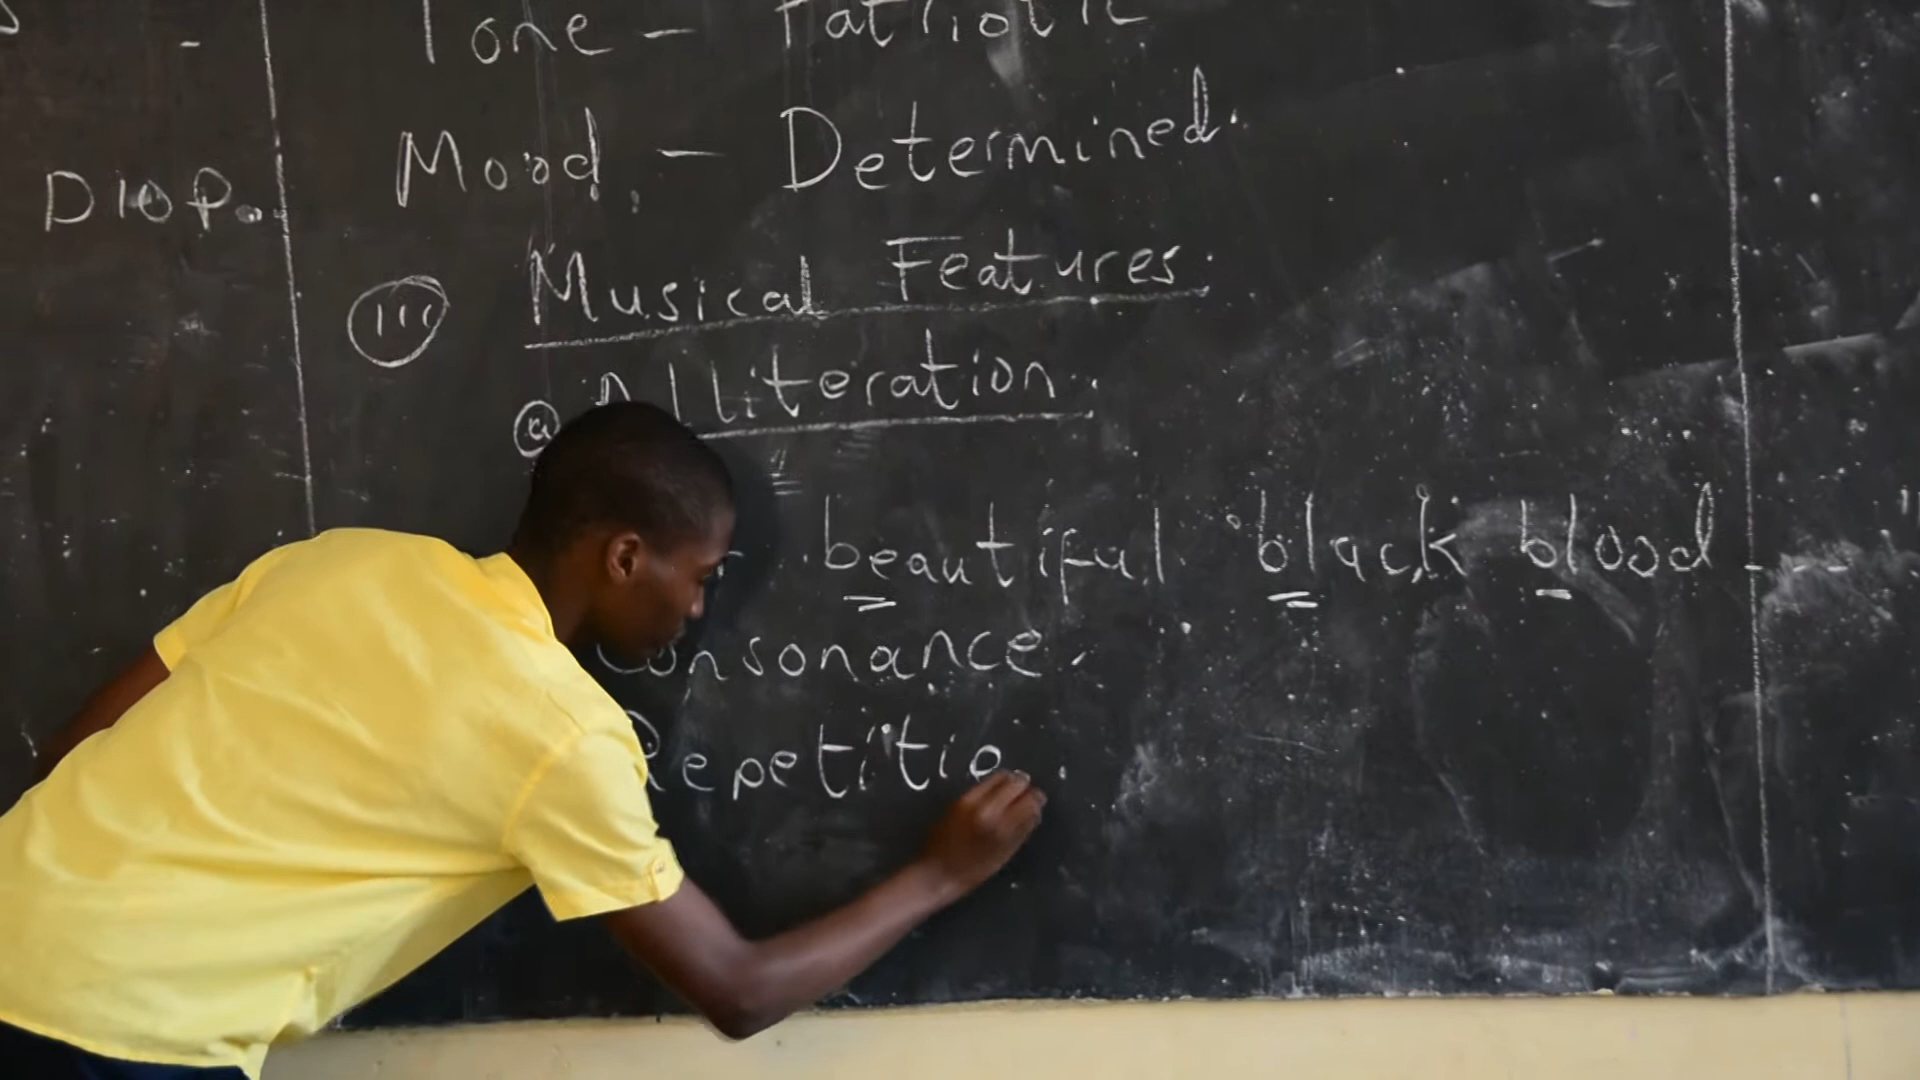 Tone - Patriotic
DIOP.
Mood, - Determined.
(iii) Musical Features.
(a) Alliteration.
beautiful black blood - - - "
Consonance.
Repetitio